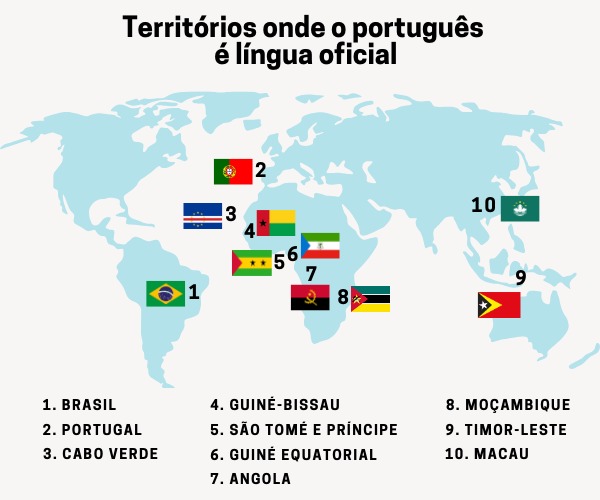 Territórios onde o português
é língua oficial
2
3
10
4
5
6
7
9
1
8
1. BRASIL
2. PORTUGAL
3. CABO VERDE
4. GUINÉ-BISSAU
5. SÃO TOMÉ E PRÍNCIPE
6. GUINÉ EQUATORIAL
7. ANGOLA
8. MOÇAMBIQUE
9. TIMOR-LESTE
10. MACAU